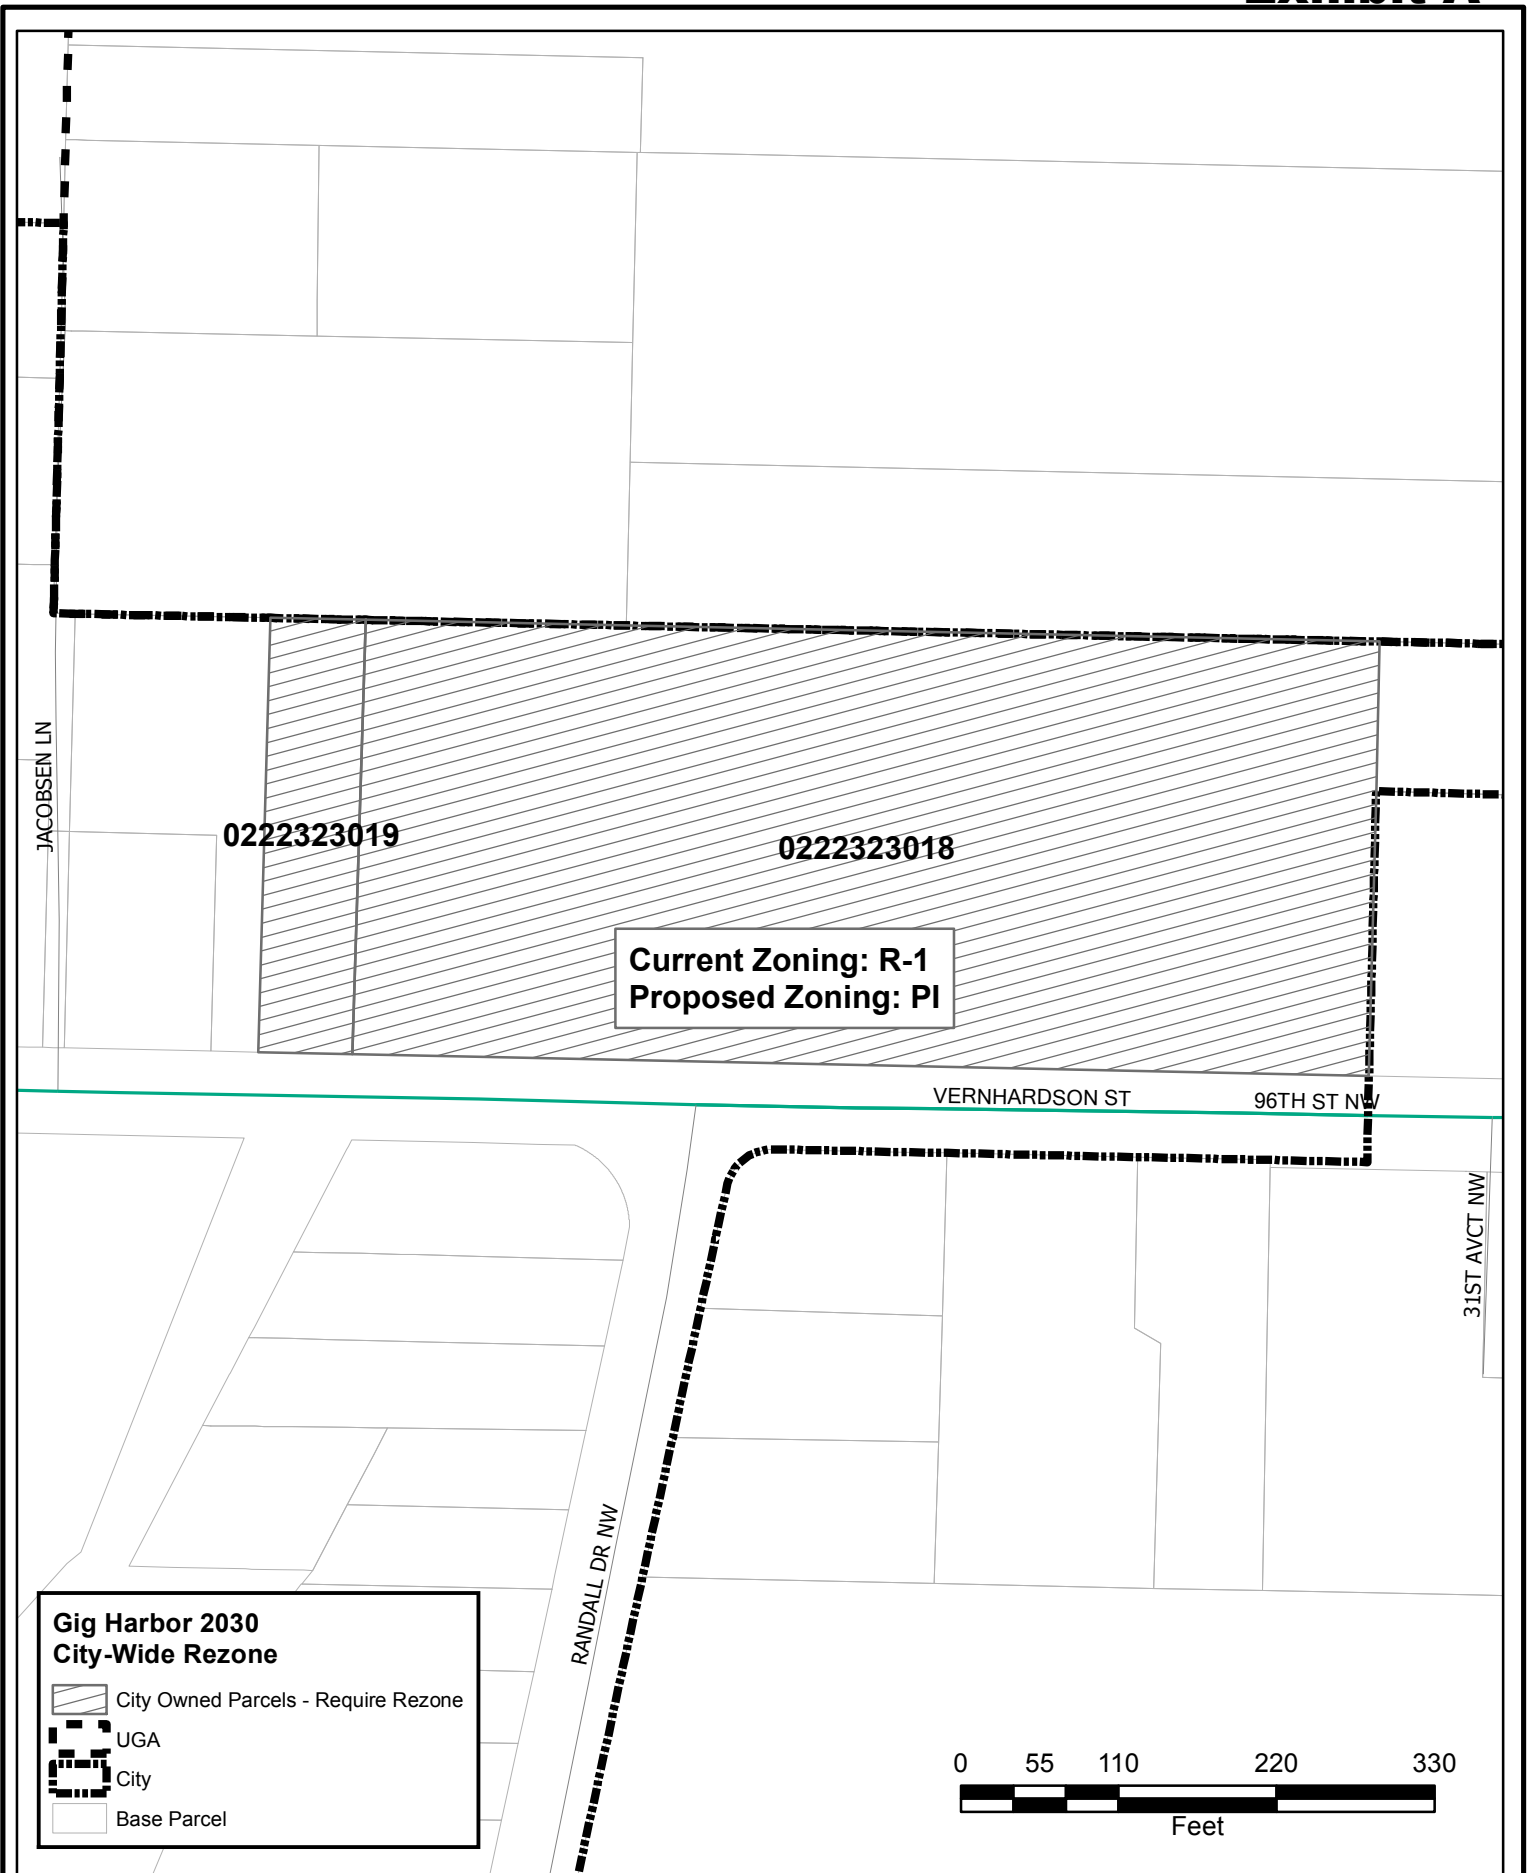 Exhibit A
JACOBSEN LN
0222323019
0222323018
Current Zoning: R-1
Proposed Zoning: PI
VERNHARDSON ST
96TH ST NW
31ST AVCT NW
RANDALL DR NW
Gig Harbor 2030
City-Wide Rezone
City Owned Parcels - Require Rezone
UGA
City
Base Parcel
0 55 110 220 330
Feet